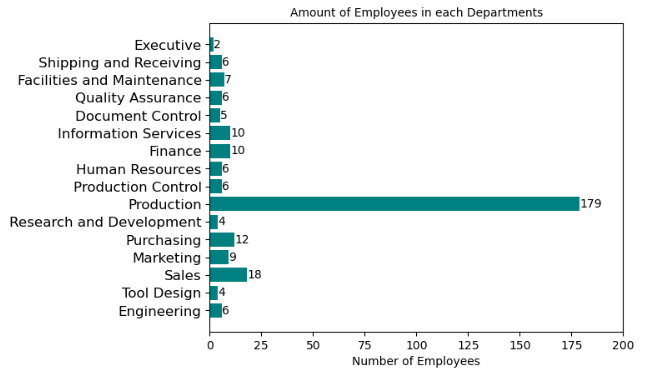 Amount of Employees in each Departments
Executive 2
Shipping and Receiving 6
Facilities and Maintenance 7
Quality Assurance 6
Document Control 5
Information Services 10
Finance 10
Human Resources 6
Production Control 6
Production 179
Research and Development 4
Purchasing 12
Marketing 9
Sales 18
Tool Design 4
Engineering 6
0 25 50 75 100 125 150 175 200
Number of Employees